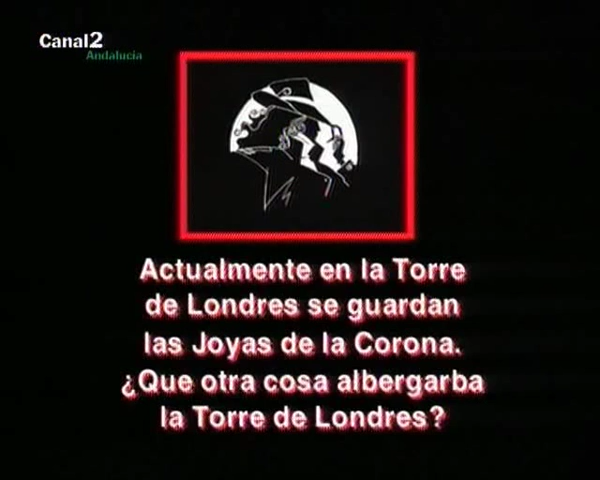 Canal2
Andalucía
Actualmente en la Torre
de Londres se guardan
las Joyas de la Corona.
¿Que otra cosa albergarba
la Torre de Londres?